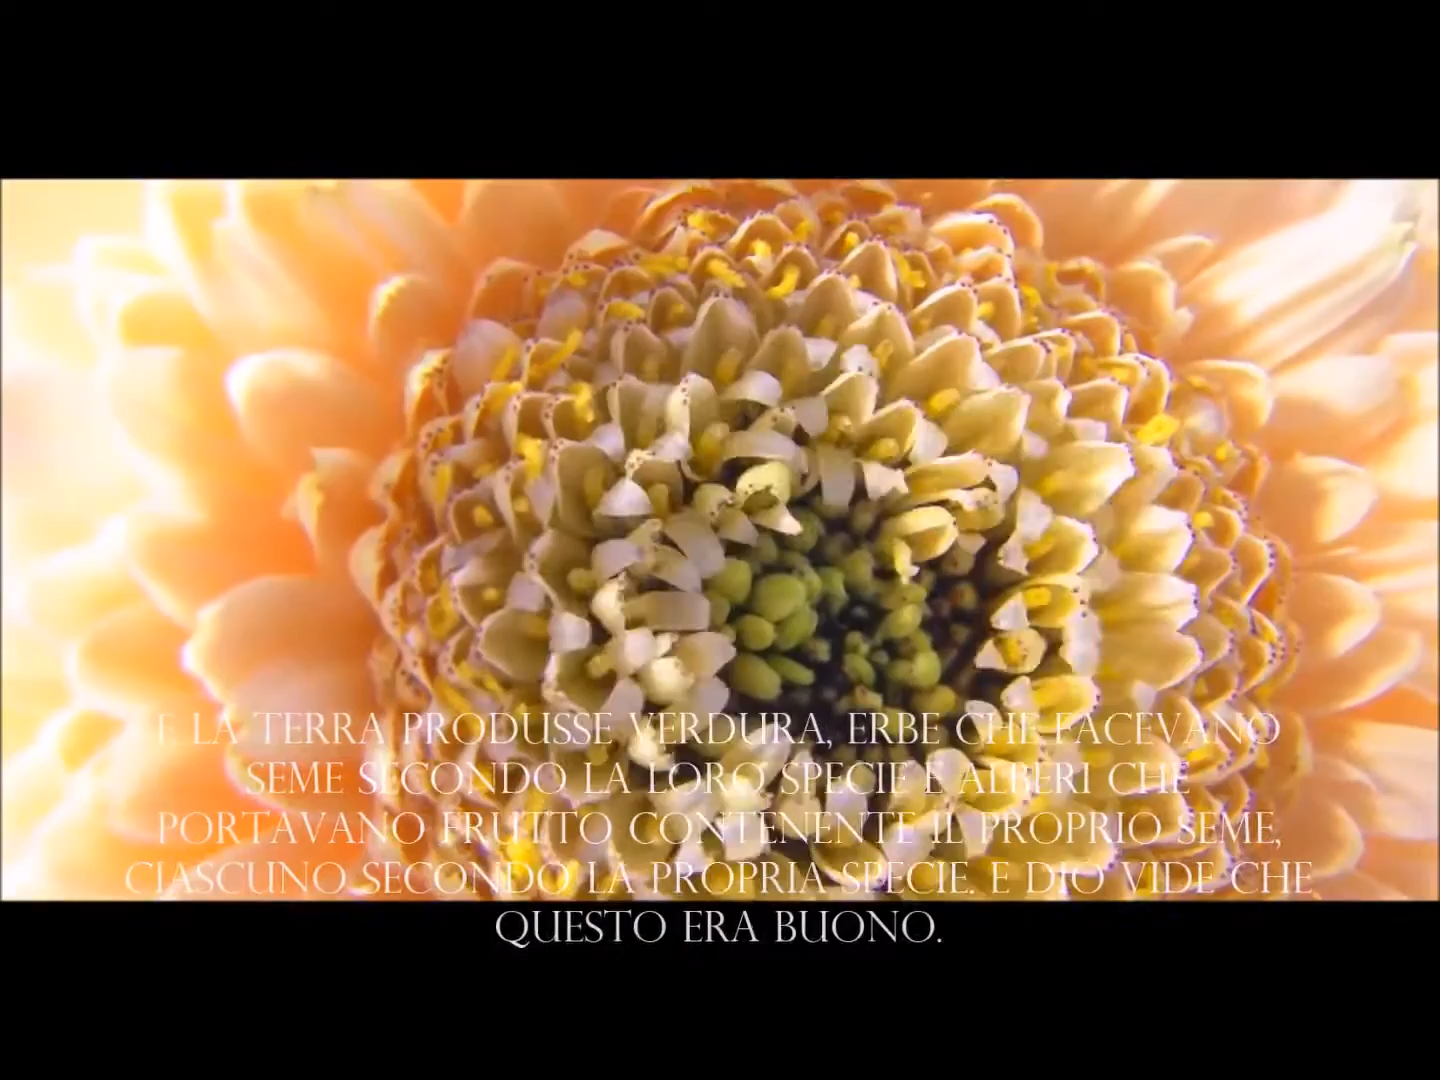 E LA TERRA PRODUSSE VERDURA, ERBE CHE FACEVANO
SEME SECONDO LA LORO SPECIE E ALBERI CHE
PORTAVANO FRUTTO CONTENENTE IL PROPRIO SEME,
CIASCUNO SECONDO LA PROPRIA SPECIE. E DIO VIDE CHE
QUESTO ERA BUONO.